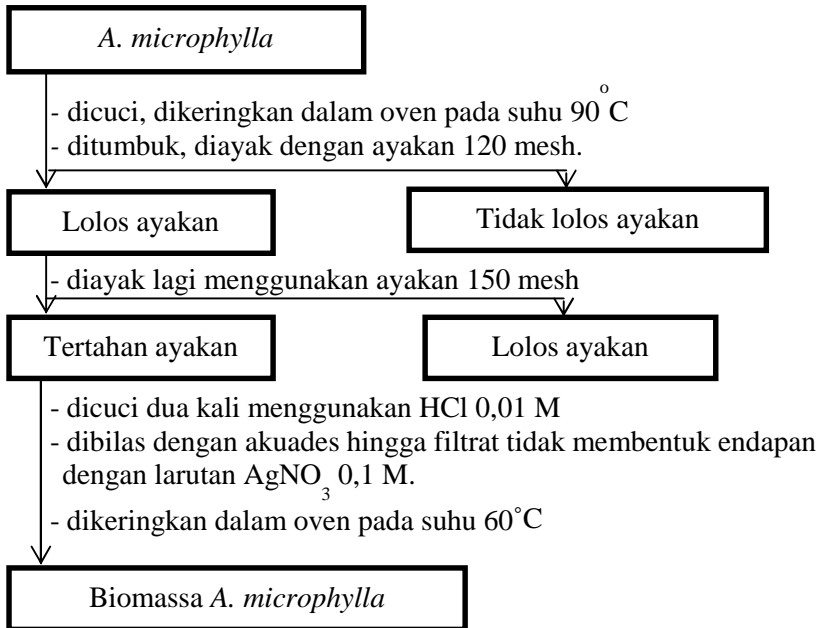 A. microphylla
- dicuci, dikeringkan dalam oven pada suhu 90°C
- ditumbuk, diayak dengan ayakan 120 mesh.
Lolos ayakan
Tidak lolos ayakan
- diayak lagi menggunakan ayakan 150 mesh
Tertahan ayakan
Lolos ayakan
- dicuci dua kali menggunakan HCl 0,01 M
- dibilas dengan akuades hingga filtrat tidak membentuk endapan
dengan larutan AgNO₃ 0,1 M.
- dikeringkan dalam oven pada suhu 60°C
Biomassa A. microphylla